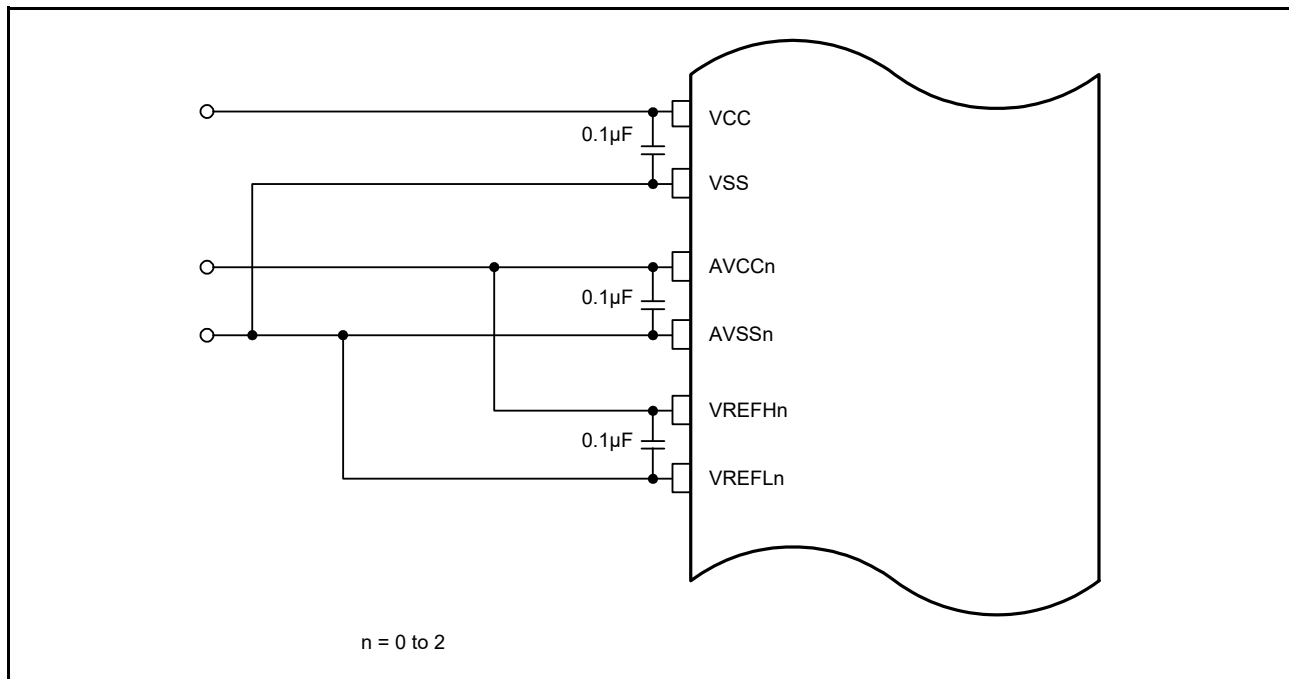 VCC
0.1µF
VSS
AVCCn
0.1µF
AVSSn
VREFHn
0.1µF
VREFLn
n = 0 to 2